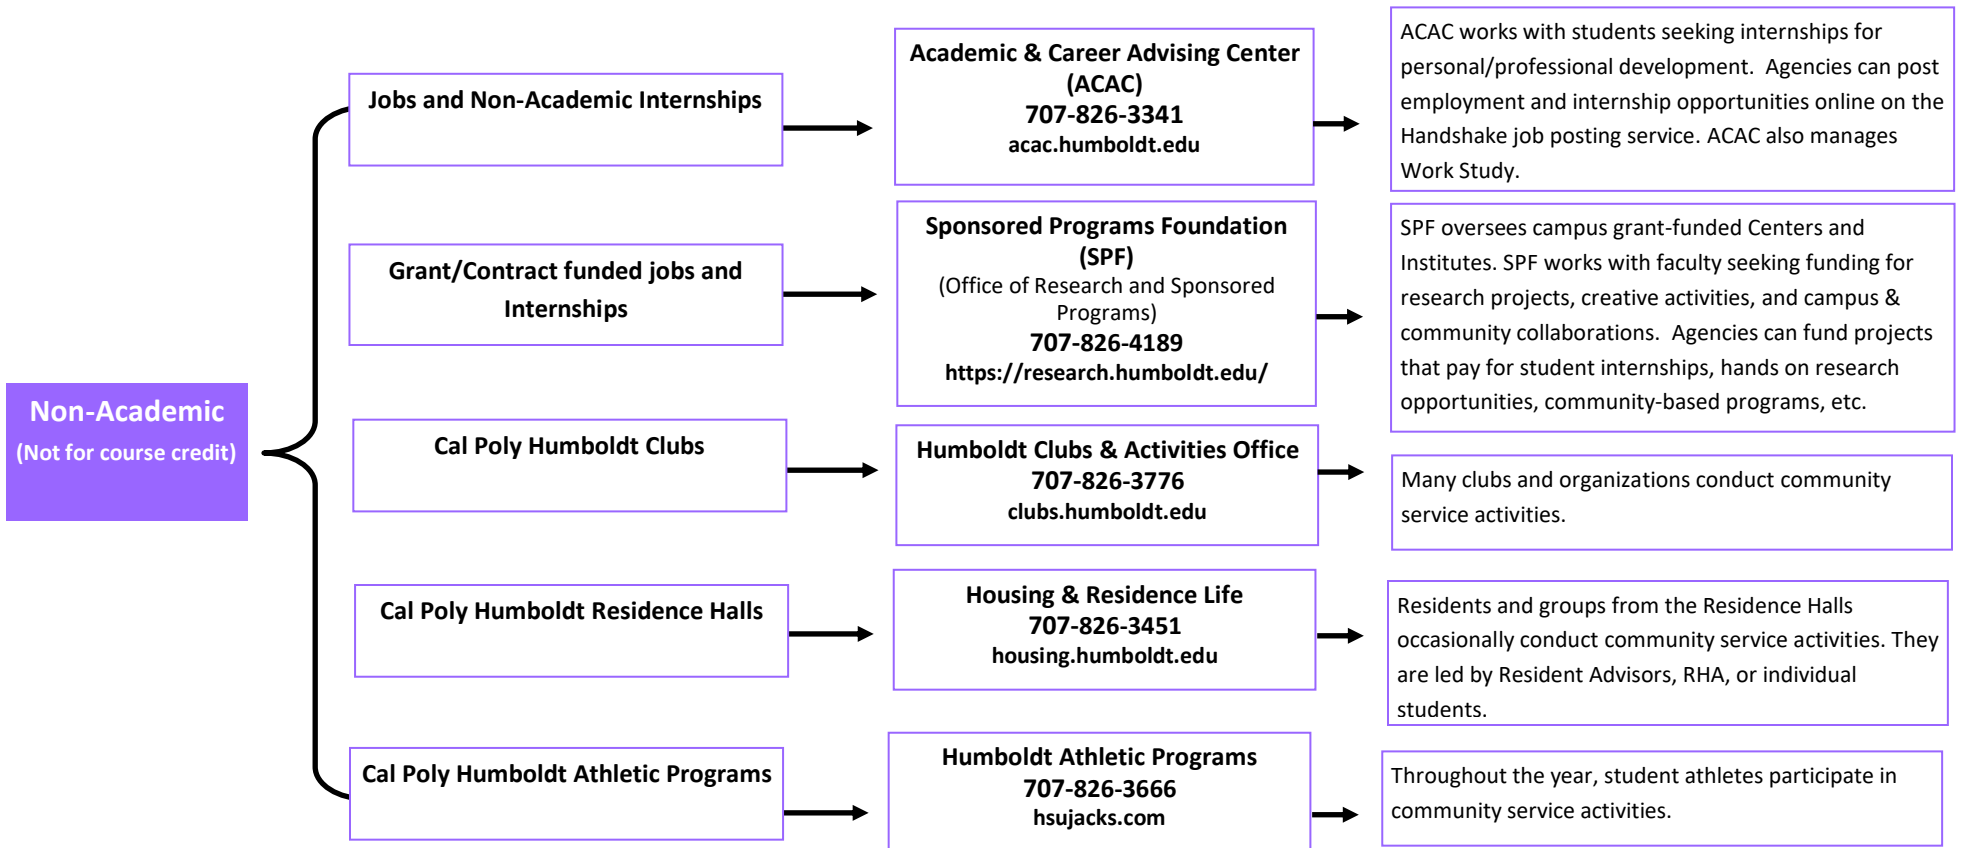 Non-Academic
(Not for course credit)
Jobs and Non-Academic Internships
Academic & Career Advising Center
(ACAC)
707-826-3341
acac.humboldt.edu
ACAC works with students seeking internships for
personal/professional development.  Agencies can post
employment and internship opportunities online on the
Handshake job posting service. ACAC also manages
Work Study.
Grant/Contract funded jobs and
Internships
Sponsored Programs Foundation
(SPF)
(Office of Research and Sponsored
Programs)
707-826-4189
https://research.humboldt.edu/
SPF oversees campus grant-funded Centers and
Institutes. SPF works with faculty seeking funding for
research projects, creative activities, and campus &
community collaborations.  Agencies can fund projects
that pay for student internships, hands on research
opportunities, community-based programs, etc.
Cal Poly Humboldt Clubs
Humboldt Clubs & Activities Office
707-826-3776
clubs.humboldt.edu
Many clubs and organizations conduct community
service activities.
Cal Poly Humboldt Residence Halls
Housing & Residence Life
707-826-3451
housing.humboldt.edu
Residents and groups from the Residence Halls
occasionally conduct community service activities. They
are led by Resident Advisors, RHA, or individual
students.
Cal Poly Humboldt Athletic Programs
Humboldt Athletic Programs
707-826-3666
hsujacks.com
Throughout the year, student athletes participate in
community service activities.